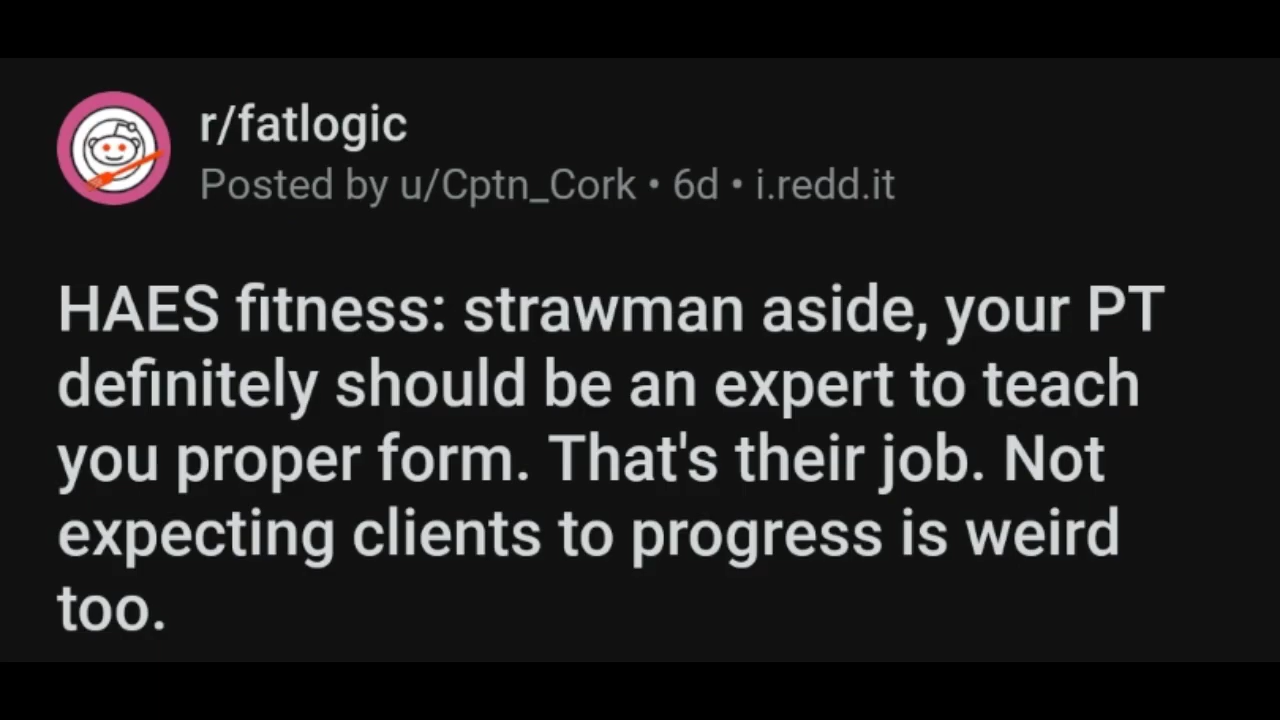 r/fatlogic
Posted by u/Cptn_Cork • 6d • i.redd.it
HAES fitness: strawman aside, your PT
definitely should be an expert to teach
you proper form. That's their job. Not
expecting clients to progress is weird
too.